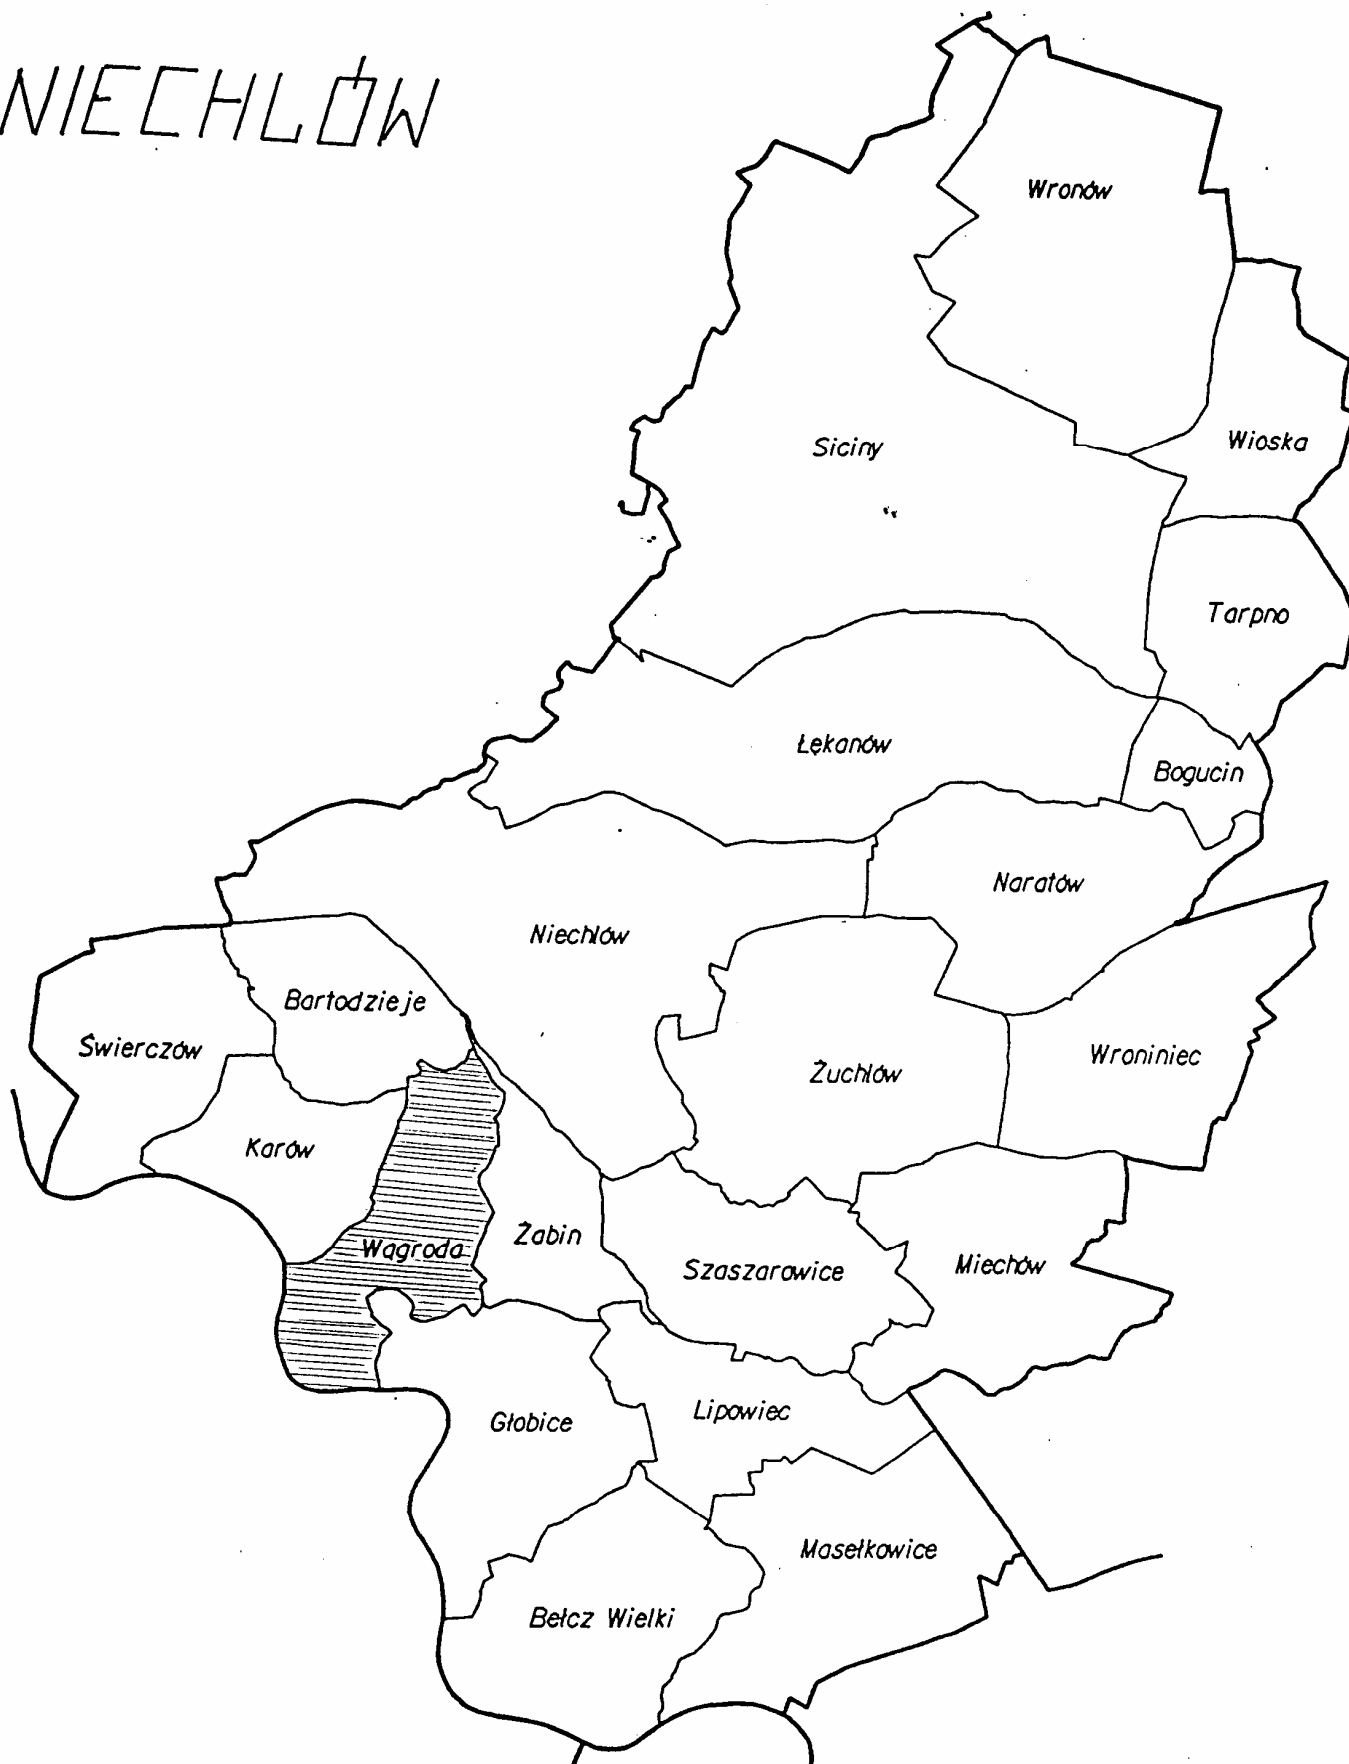 NIECHLÓW
Wronów
Siciny
Wioska
Tarpno
Łękanów
Bogucin
Naratów
Niechlów
Bartodzieje
Świerczów
Wroniniec
Żuchlów
Karów
Wągroda
Żabin
Szaszarowice
Miechów
Lipowiec
Głobice
Masełkowice
Bełcz Wielki